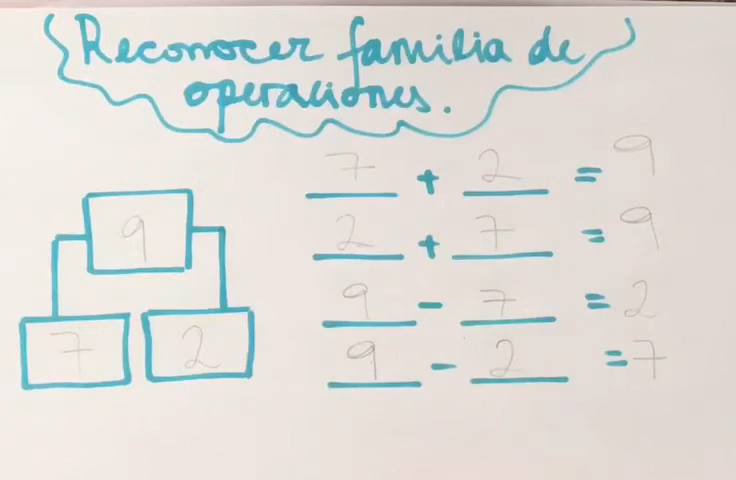 Reconocer familia de
operaciones.
7 + 2 = 9
9
2 + 7 = 9
9 - 7 = 2
7 2
9 - 2 = 7